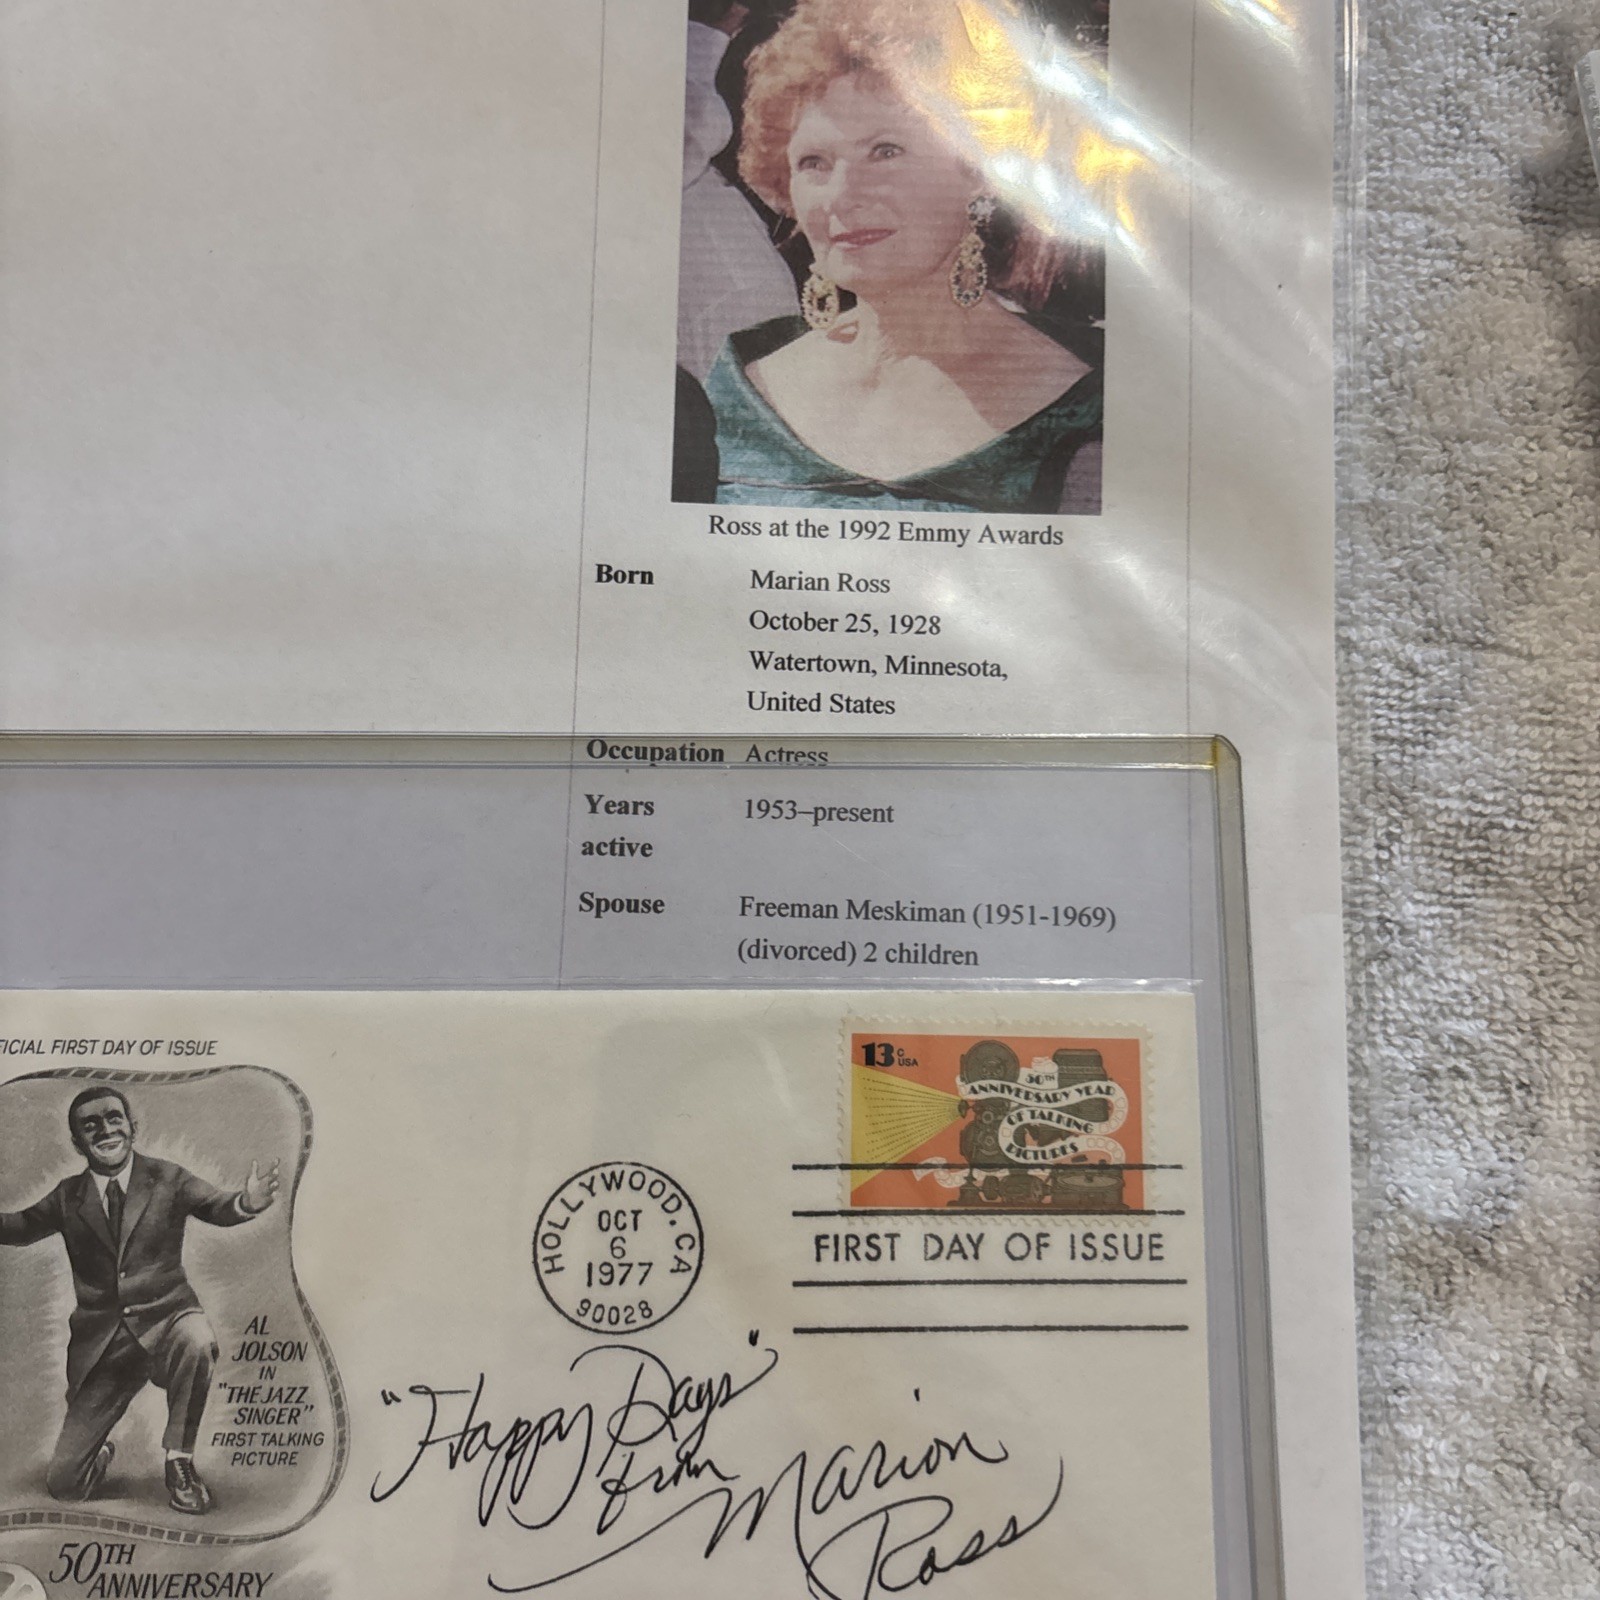 Ross at the 1992 Emmy Awards
Born Marian Ross
October 25, 1928
Watertown, Minnesota,
United States
Occupation Actress
Years active 1953–present
Spouse Freeman Meskiman (1951-1969)
(divorced) 2 children
FICIAL FIRST DAY OF ISSUE
13c USA
50TH
ANNIVERSARY YEAR
OF TALKING
PICTURES
HOLLYWOOD, CA
OCT
6
1977
90028
FIRST DAY OF ISSUE
AL
JOLSON
IN
"THE JAZZ
SINGER"
FIRST TALKING
PICTURE
"Happy Days"
from Marion
Ross
50TH
ANNIVERSARY